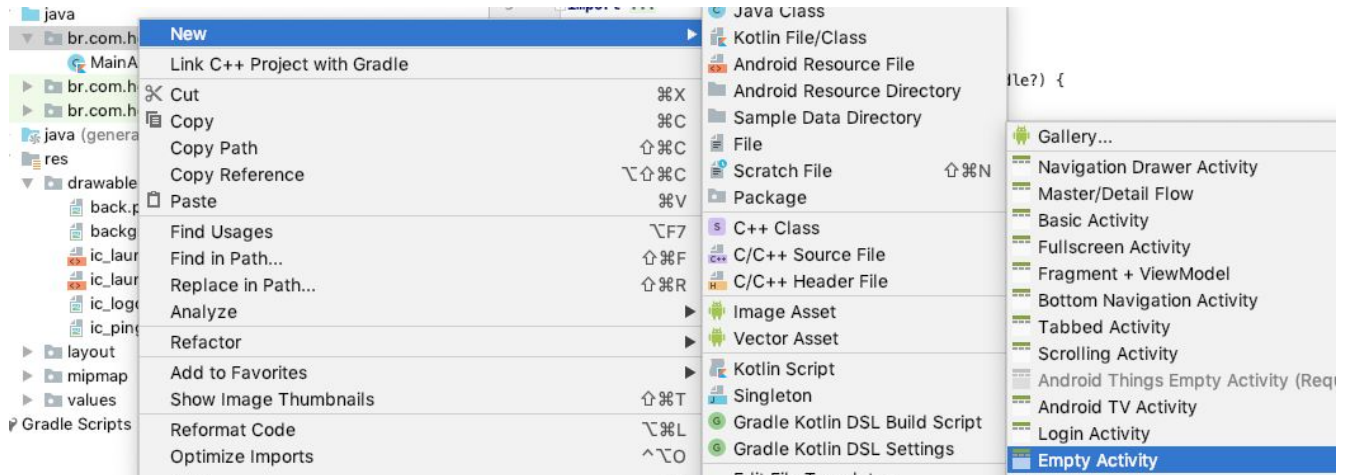 java
br.com.h
MainA
br.com.h
br.com.h
java (genera
res
drawable
back.p
backg
ic_laur
ic_laur
ic_logo
ic_ping
layout
mipmap
values
Gradle Scripts
import ...
dle?) {
New
Link C++ Project with Gradle
Cut ⌘X
Copy ⌘C
Copy Path ⇧⌘C
Copy Reference ⌥⇧⌘C
Paste ⌘V
Find Usages ⌥F7
Find in Path... ⇧⌘F
Replace in Path... ⇧⌘R
Analyze
Refactor
Add to Favorites
Show Image Thumbnails ⇧⌘T
Reformat Code ⌥⌘L
Optimize Imports ^⌥O
Java Class
Kotlin File/Class
Android Resource File
Android Resource Directory
Sample Data Directory
File
Scratch File ⇧⌘N
Package
C++ Class
C/C++ Source File
C/C++ Header File
Image Asset
Vector Asset
Kotlin Script
Singleton
Gradle Kotlin DSL Build Script
Gradle Kotlin DSL Settings
Gallery...
Navigation Drawer Activity
Master/Detail Flow
Basic Activity
Fullscreen Activity
Fragment + ViewModel
Bottom Navigation Activity
Tabbed Activity
Scrolling Activity
Android Things Empty Activity (Requ
Android TV Activity
Login Activity
Empty Activity